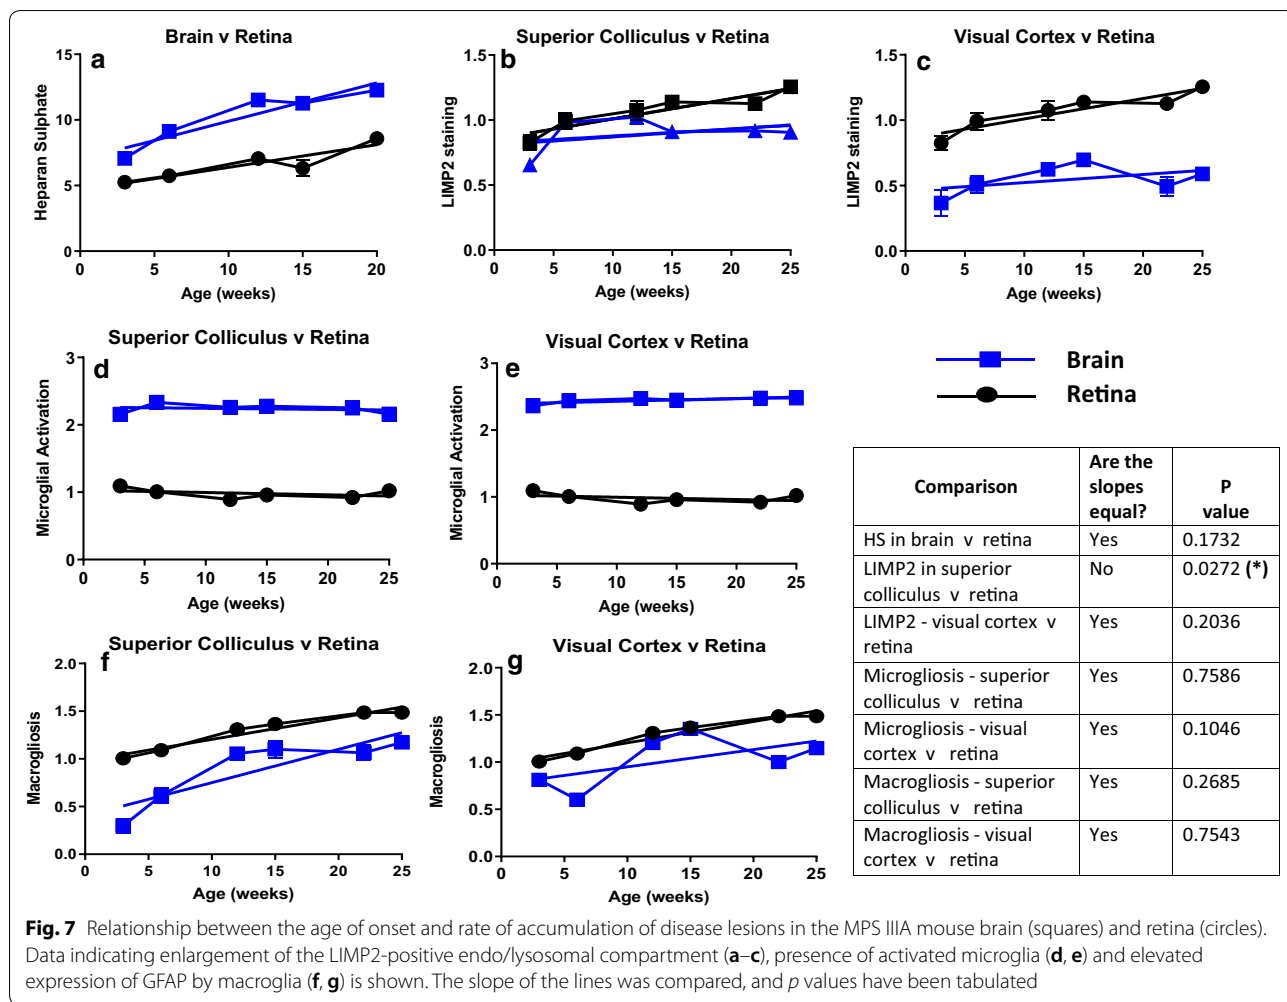 Brain v Retina
a
Heparan Sulphate
15
10
5
0
0 5 10 15 20
Age (weeks)
Superior Colliculus v Retina
b
LIMP2 staining
1.5
1.0
0.5
0.0
0 5 10 15 20 25
Age (weeks)
Visual Cortex v Retina
c
LIMP2 staining
1.5
1.0
0.5
0.0
0 5 10 15 20 25
Age (weeks)
Superior Colliculus v Retina
d
Microglial Activation
3
2
1
0
0 5 10 15 20 25
Age (weeks)
Visual Cortex v Retina
e
Microglial Activation
3
2
1
0
0 5 10 15 20 25
Age (weeks)
Brain
Retina
Superior Colliculus v Retina
f
Macrogliosis
2.0
1.5
1.0
0.5
0.0
0 5 10 15 20 25
Age (weeks)
Visual Cortex v Retina
g
Macrogliosis
2.0
1.5
1.0
0.5
0.0
0 5 10 15 20 25
Age (weeks)
Comparison
Are the
slopes
equal?
P
value
HS in brain v retina Yes 0.1732
LIMP2 in superior No 0.0272 (*)
colliculus v retina
LIMP2 - visual cortex v Yes 0.2036
retina
Microgliosis - superior Yes 0.7586
colliculus v retina
Microgliosis - visual Yes 0.1046
cortex v retina
Macrogliosis - superior Yes 0.2685
colliculus v retina
Macrogliosis - visual Yes 0.7543
cortex v retina
Fig. 7 Relationship between the age of onset and rate of accumulation of disease lesions in the MPS IIIA mouse brain (squares) and retina (circles).
Data indicating enlargement of the LIMP2-positive endo/lysosomal compartment (a–c), presence of activated microglia (d, e) and elevated
expression of GFAP by macroglia (f, g) is shown. The slope of the lines was compared, and p values have been tabulated